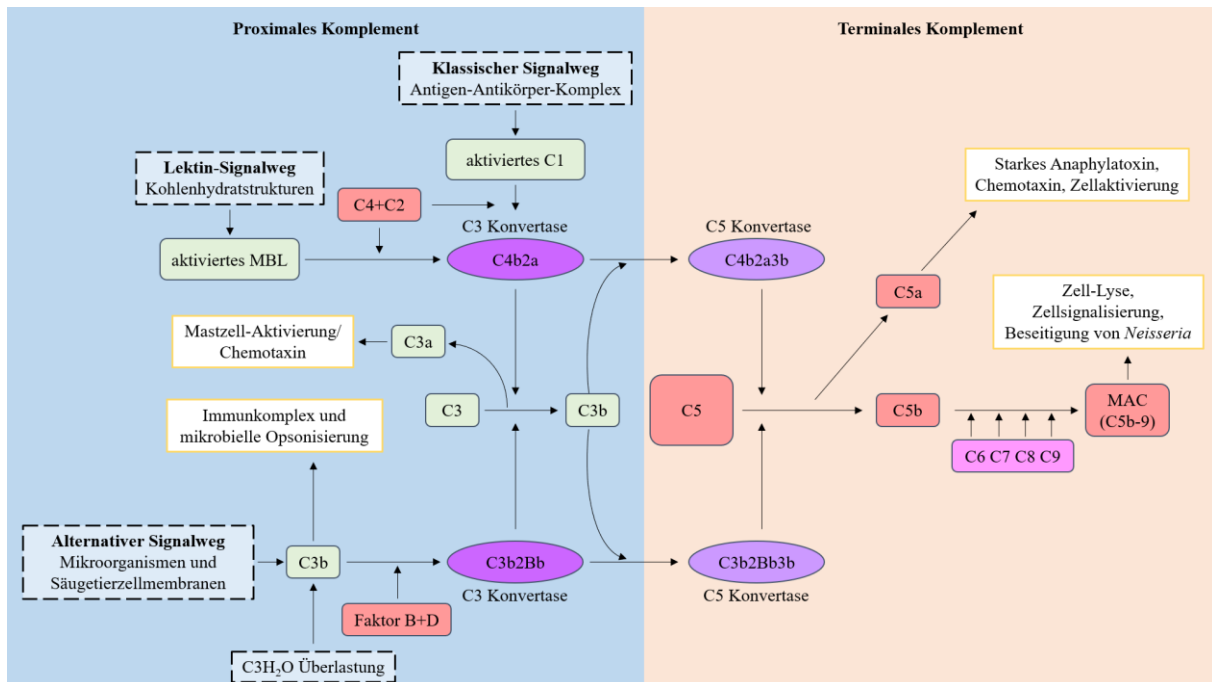 Proximales Komplement
Terminales Komplement
Klassischer Signalweg
Antigen-Antikörper-Komplex
Lektin-Signalweg
Kohlenhydratstrukturen
aktiviertes C1
Starkes Anaphylatoxin,
Chemotaxin, Zellaktivierung
C4+C2
C3 Konvertase
C5 Konvertase
aktiviertes MBL
C4b2a
C4b2a3b
C5a
Zell-Lyse,
Zellsignalisierung,
Beseitigung von Neisseria
Mastzell-Aktivierung/
Chemotaxin
C3a
C3
C3b
C5
C5b
MAC
(C5b-9)
Immunkomplex und
mikrobielle Opsonisierung
C6 C7 C8 C9
Alternativer Signalweg
Mikroorganismen und
Säugetierzellmembranen
C3b
C3b2Bb
C3b2Bb3b
C3 Konvertase
C5 Konvertase
Faktor B+D
C3H₂O Überlastung